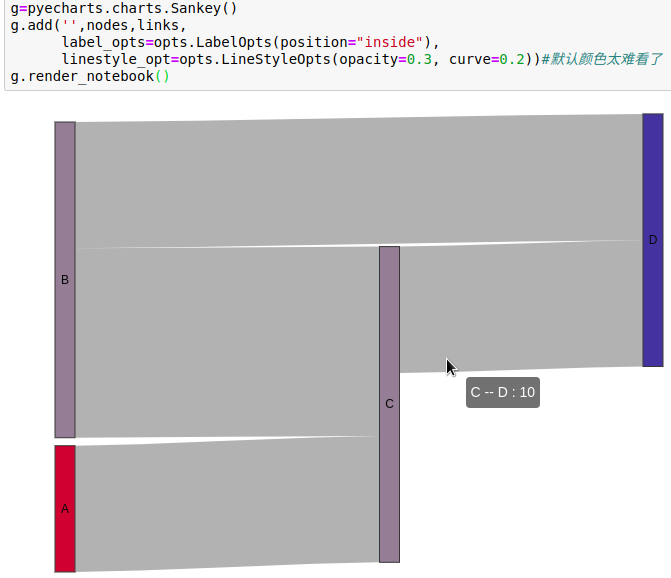 g=pyecharts.charts.Sankey()
g.add('',nodes,links,
label_opts=opts.LabelOpts(position="inside"),
linestyle_opt=opts.LineStyleOpts(opacity=0.3, curve=0.2))#默认颜色太难看了
g.render_notebook()
D
B
C -- D : 10
C
A